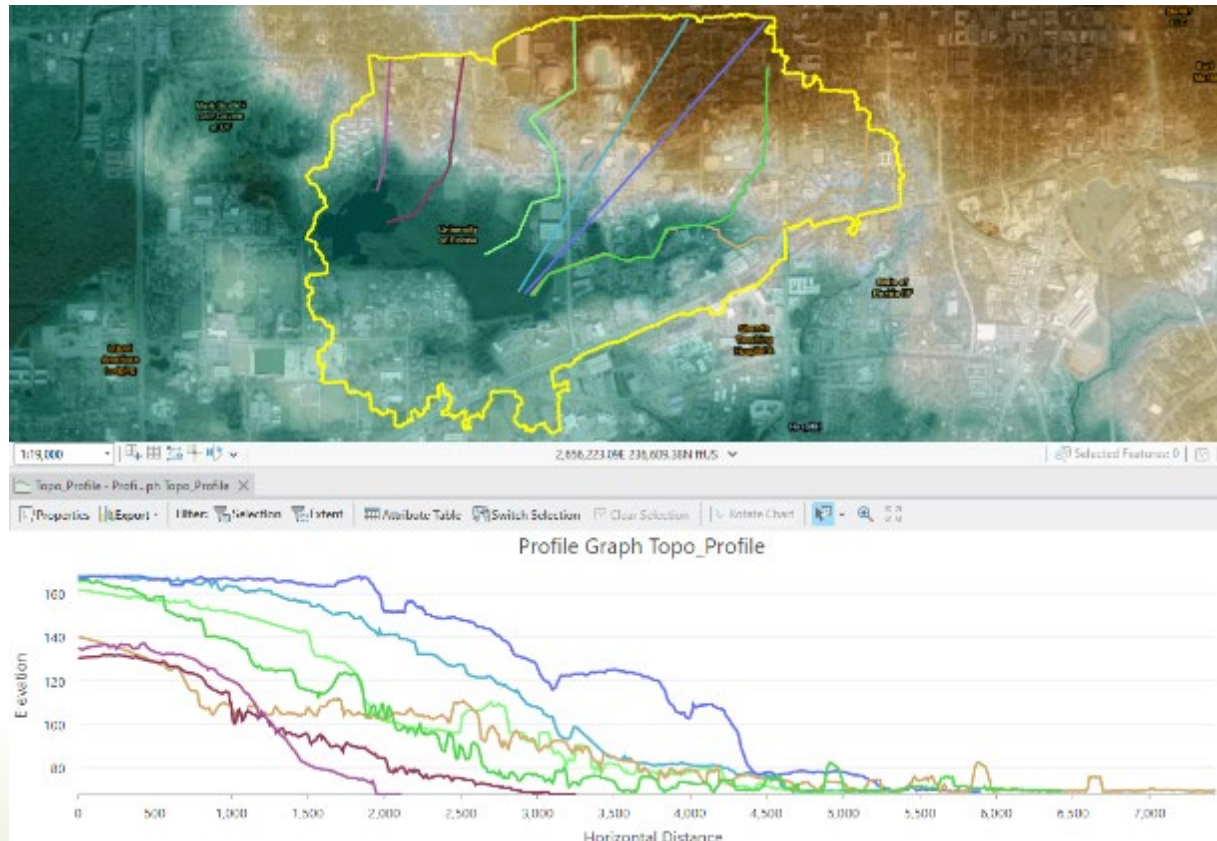 University
of Florida
1:19,000
2,656,223.09E 236,609.38N ftUS
Selected Features: 0
Topo_Profile - Profi...ph Topo_Profile
Properties Export Filter: Selection Extent Attribute Table Switch Selection Clear Selection Rotate Chart
Profile Graph Topo_Profile
160
140
120
100
80
Elevation
0 500 1,000 1,500 2,000 2,500 3,000 3,500 4,000 4,500 5,000 5,500 6,000 6,500 7,000
Horizontal Distance